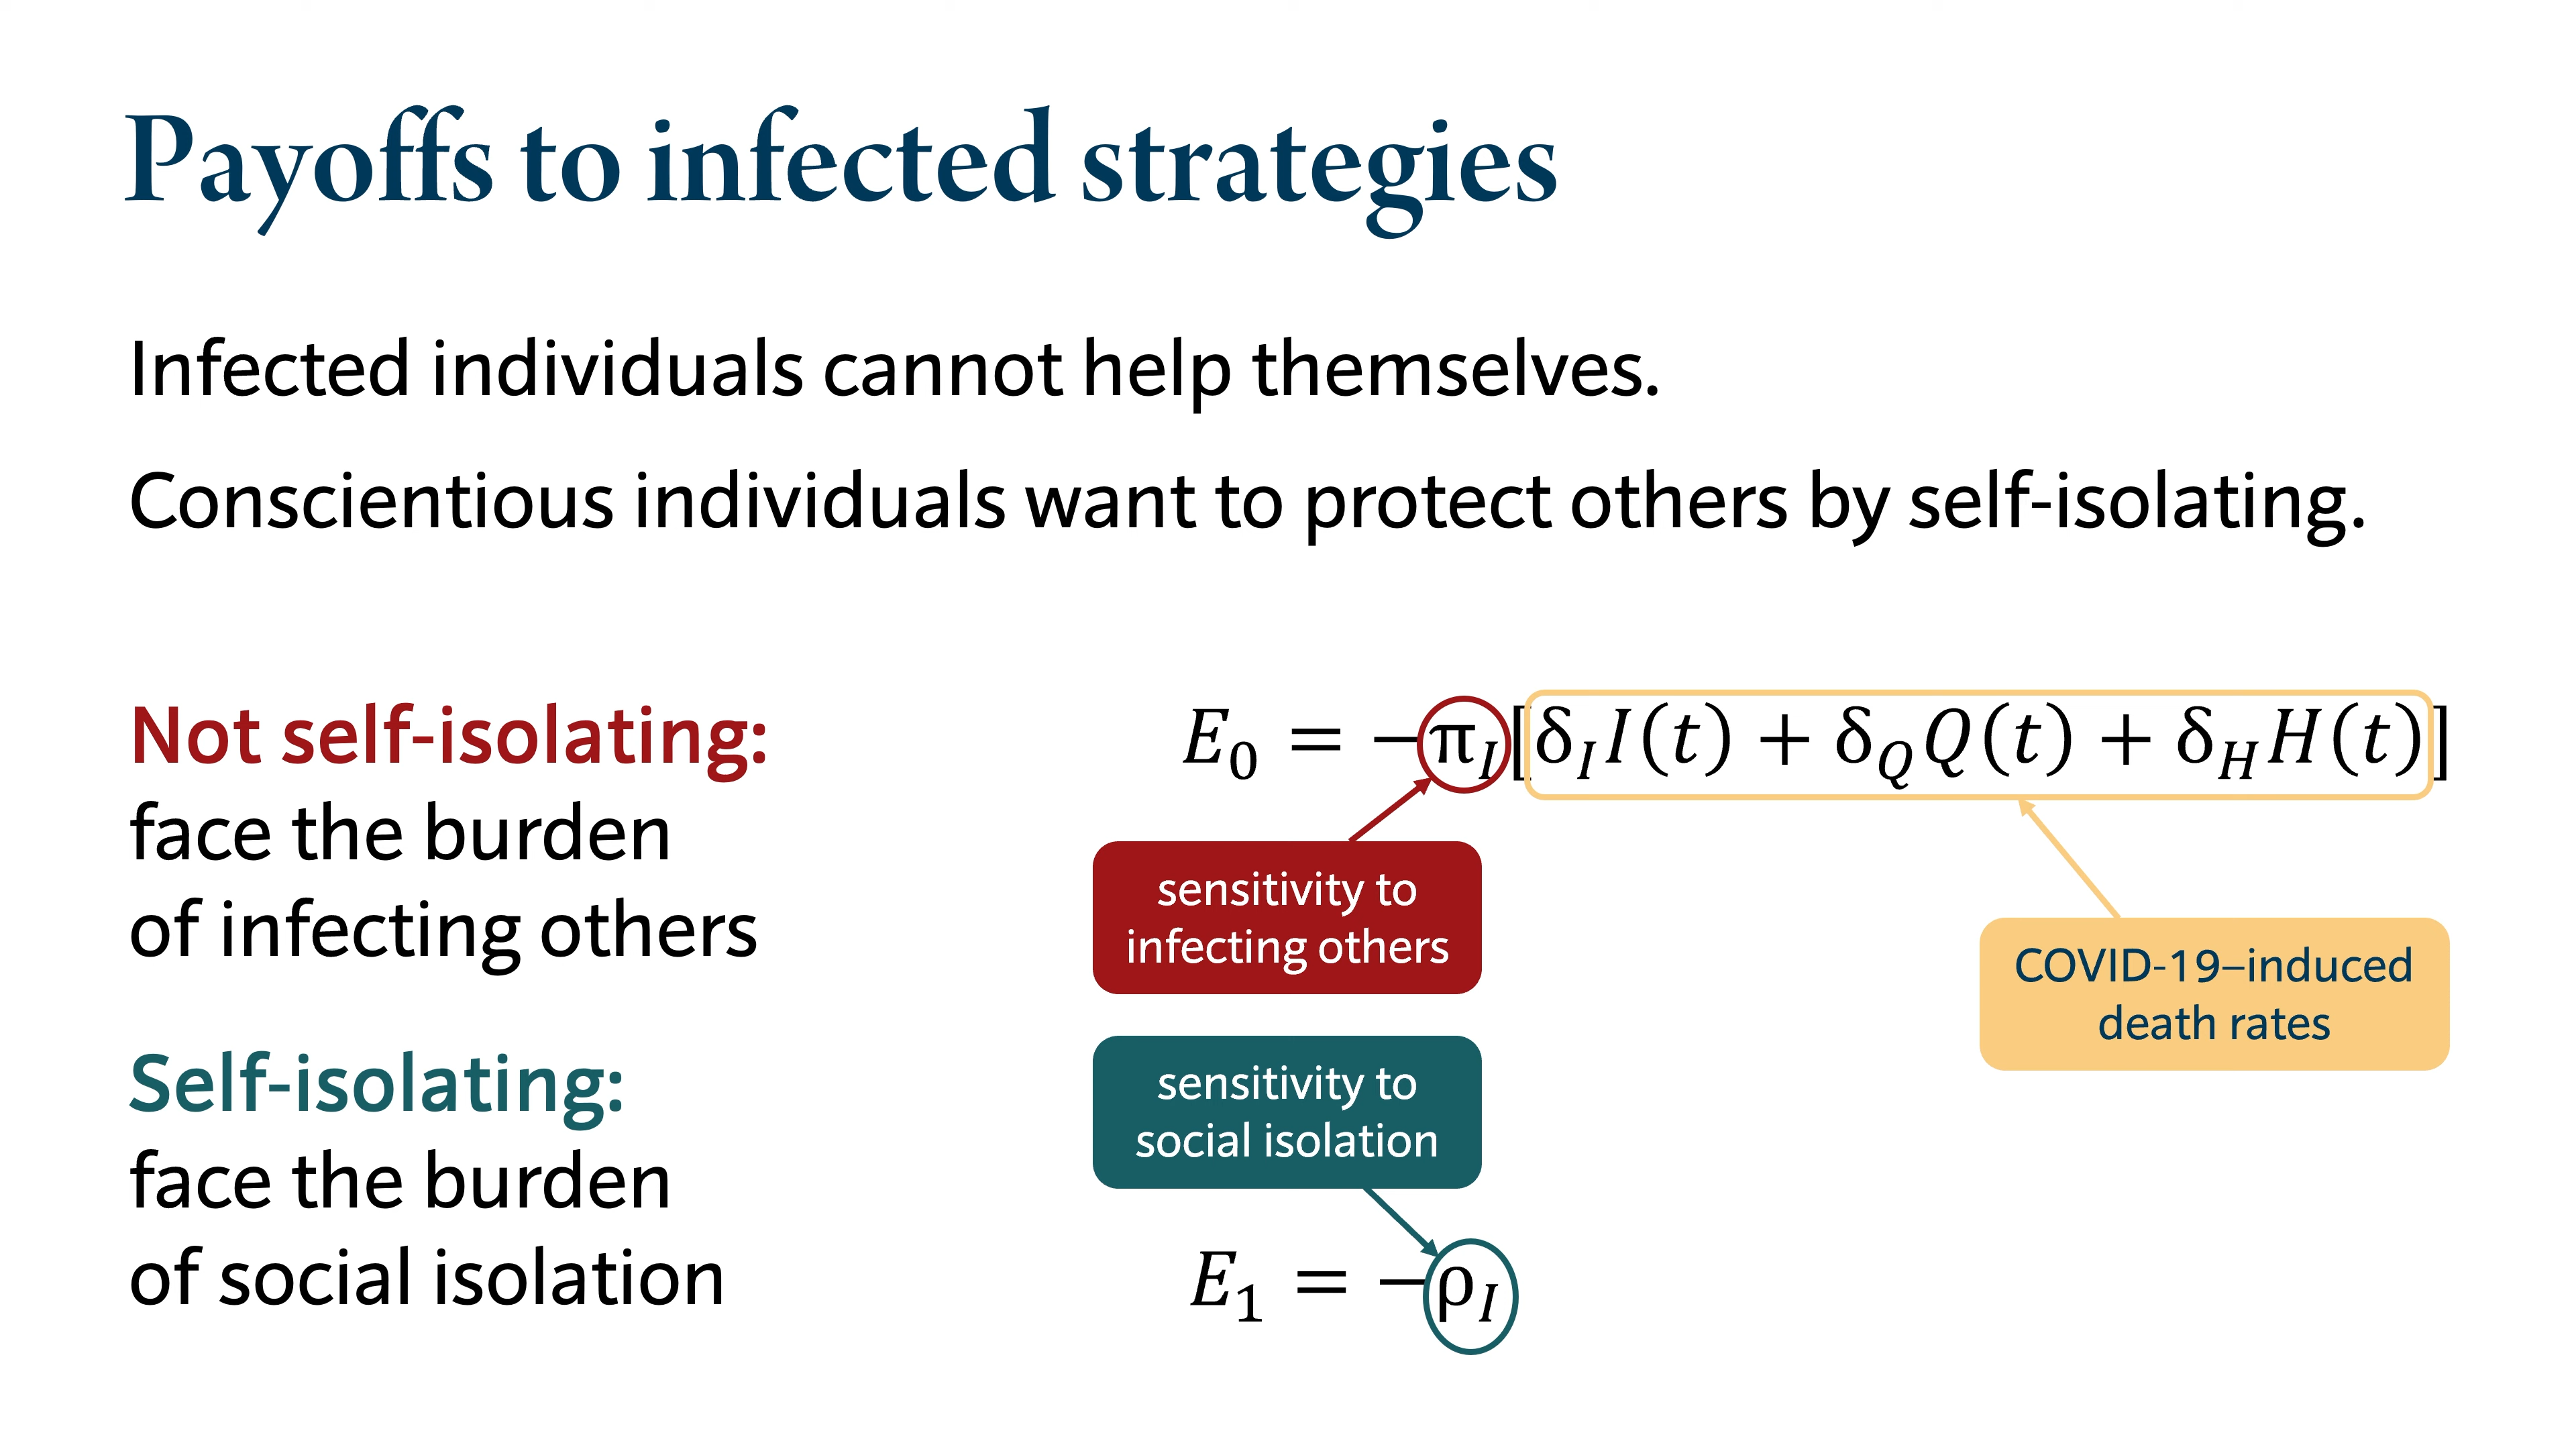 Payoffs to infected strategies
Infected individuals cannot help themselves.
Conscientious individuals want to protect others by self-isolating.
Not self-isolating:
face the burden
of infecting others
E₀ = −π_I[δ_I I(t) + δ_Q Q(t) + δ_H H(t)]
sensitivity to
infecting others
COVID-19–induced
death rates
Self-isolating:
face the burden
of social isolation
sensitivity to
social isolation
E₁ = −ρ_I